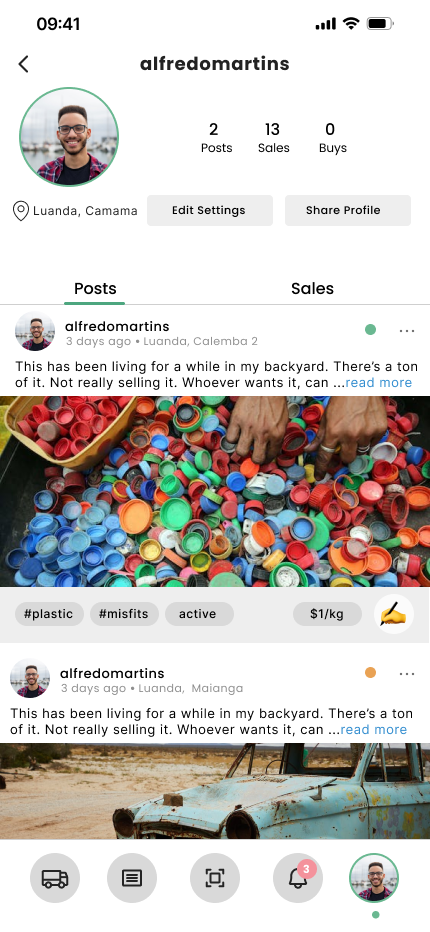 09:41
alfredomartins
2 13 0
Posts Sales Buys
Luanda, Camama Edit Settings Share Profile
Posts Sales
alfredomartins
3 days ago • Luanda, Calemba 2
This has been living for a while in my backyard. There’s a ton
of it. Not really selling it. Whoever wants it, can ...read more
#plastic #misfits active $1/kg
alfredomartins
3 days ago • Luanda, Maianga
This has been living for a while in my backyard. There’s a ton
of it. Not really selling it. Whoever wants it, can ...read more
3